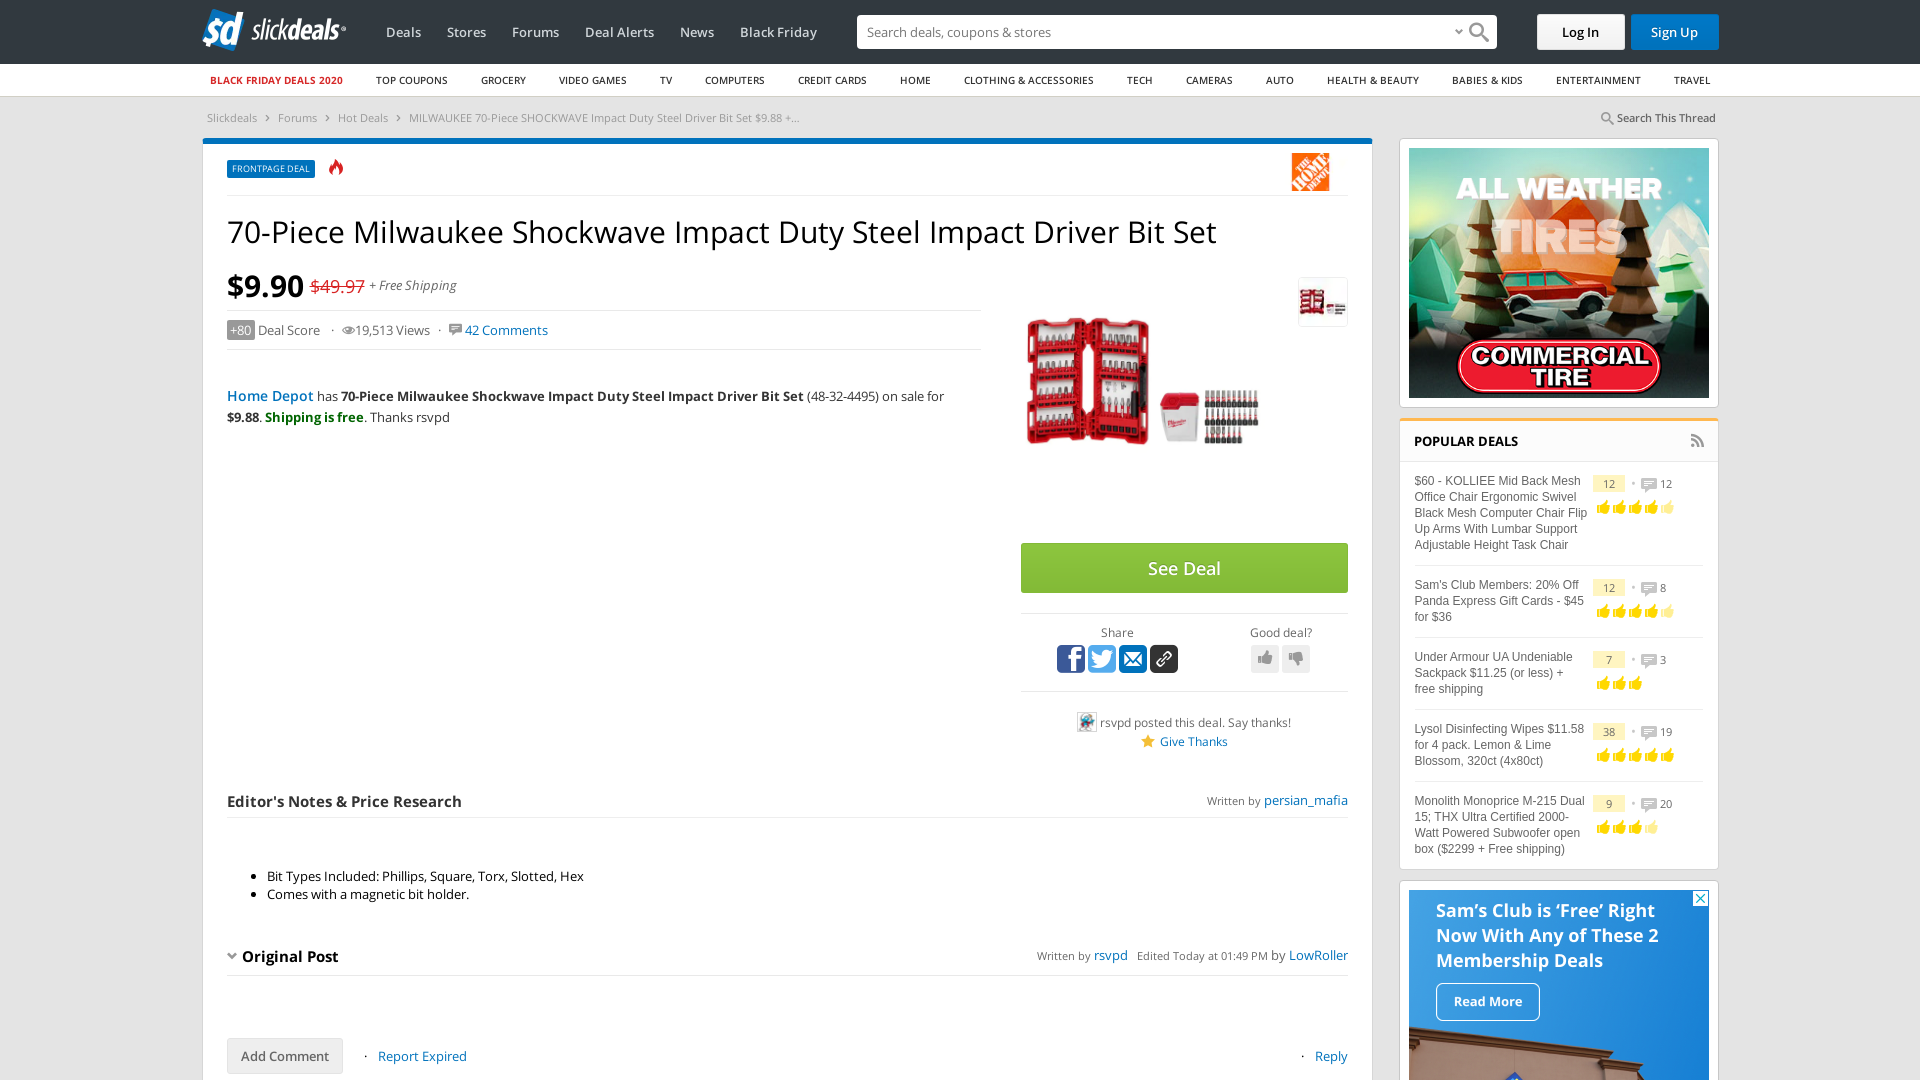 sd slickdeals
Deals
Stores
Forums
Deal Alerts
News
Black Friday
Search deals, coupons & stores
Log In
Sign Up
BLACK FRIDAY DEALS 2020
TOP COUPONS
GROCERY
VIDEO GAMES
TV
COMPUTERS
CREDIT CARDS
HOME
CLOTHING & ACCESSORIES
TECH
CAMERAS
AUTO
HEALTH & BEAUTY
BABIES & KIDS
ENTERTAINMENT
TRAVEL
Slickdeals › Forums › Hot Deals › MILWAUKEE 70-Piece SHOCKWAVE Impact Duty Steel Driver Bit Set $9.88 +...
Search This Thread
FRONTPAGE DEAL
THE HOME DEPOT
70-Piece Milwaukee Shockwave Impact Duty Steel Impact Driver Bit Set
$9.90 $49.97 + Free Shipping
+80 Deal Score · 19,513 Views · 42 Comments
Home Depot has 70-Piece Milwaukee Shockwave Impact Duty Steel Impact Driver Bit Set (48-32-4495) on sale for
$9.88. Shipping is free. Thanks rsvpd
See Deal
Share
Good deal?
rsvpd posted this deal. Say thanks!
Give Thanks
Editor's Notes & Price Research
Written by persian_mafia
• Bit Types Included: Phillips, Square, Torx, Slotted, Hex
• Comes with a magnetic bit holder.
Original Post
Written by rsvpd Edited Today at 01:49 PM by LowRoller
Add Comment
· Report Expired
· Reply
ALL WEATHER
TIRES
COMMERCIAL
TIRE
POPULAR DEALS
$60 - KOLLIEE Mid Back Mesh
Office Chair Ergonomic Swivel
Black Mesh Computer Chair Flip
Up Arms With Lumbar Support
Adjustable Height Task Chair
12 • 12
Sam's Club Members: 20% Off
Panda Express Gift Cards - $45
for $36
12 • 8
Under Armour UA Undeniable
Sackpack $11.25 (or less) +
free shipping
7 • 3
Lysol Disinfecting Wipes $11.58
for 4 pack. Lemon & Lime
Blossom, 320ct (4x80ct)
38 • 19
Monolith Monoprice M-215 Dual
15; THX Ultra Certified 2000-
Watt Powered Subwoofer open
box ($2299 + Free shipping)
9 • 20
Sam's Club is ‘Free’ Right
Now With Any of These 2
Membership Deals
Read More